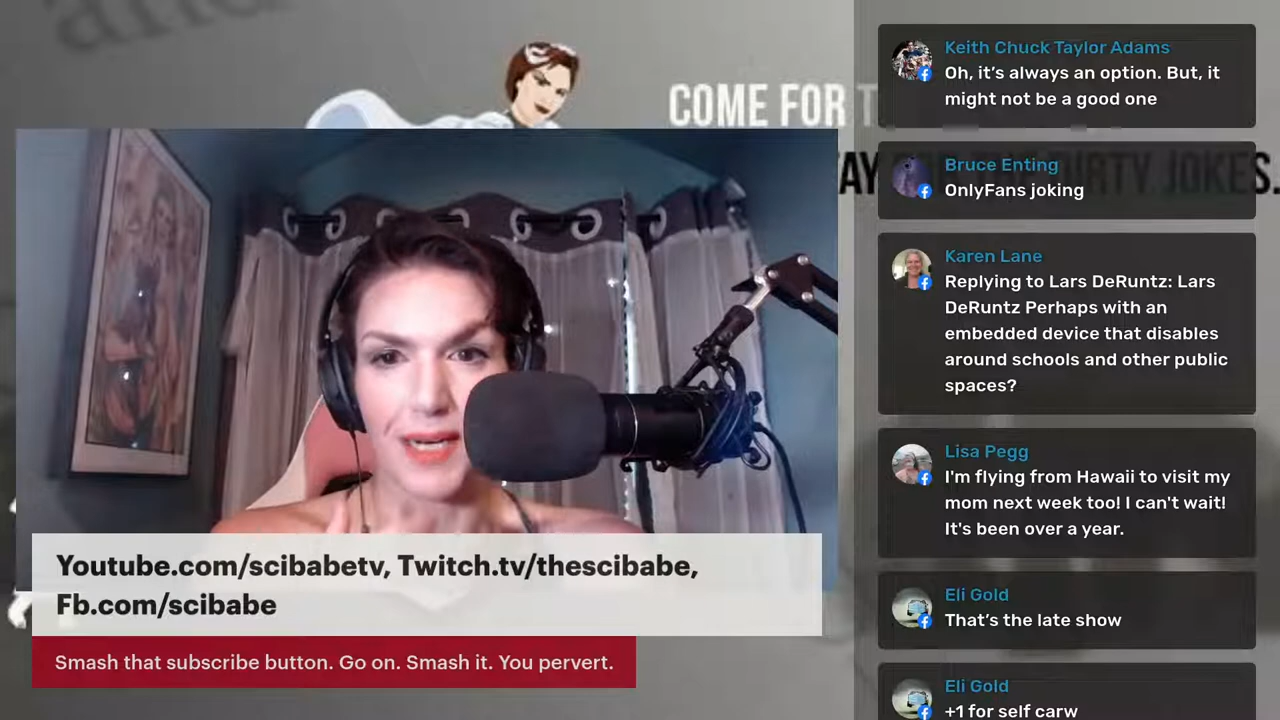 and
COME FOR T
AY
DIRTY JOKES.
Youtube.com/scibabetv, Twitch.tv/thescibabe,
Fb.com/scibabe
Smash that subscribe button. Go on. Smash it. You pervert.
Keith Chuck Taylor Adams
Oh, it’s always an option. But, it
might not be a good one
Bruce Enting
OnlyFans joking
Karen Lane
Replying to Lars DeRuntz: Lars
DeRuntz Perhaps with an
embedded device that disables
around schools and other public
spaces?
Lisa Pegg
I'm flying from Hawaii to visit my
mom next week too! I can't wait!
It's been over a year.
Eli Gold
That’s the late show
Eli Gold
+1 for self carw